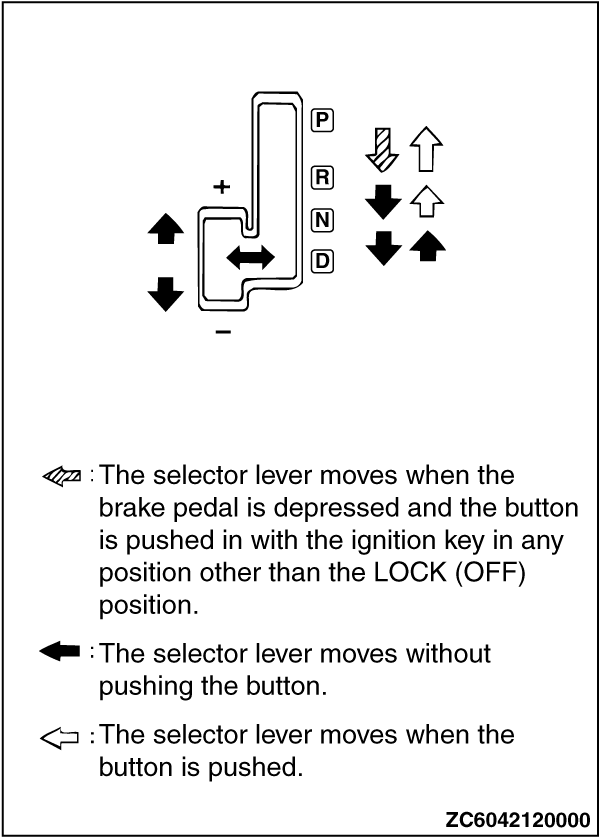 P
R
+
N
D
−
: The selector lever moves when the
brake pedal is depressed and the button
is pushed in with the ignition key in any
position other than the LOCK (OFF)
position.
: The selector lever moves without
pushing the button.
: The selector lever moves when the
button is pushed.
ZC6042120000